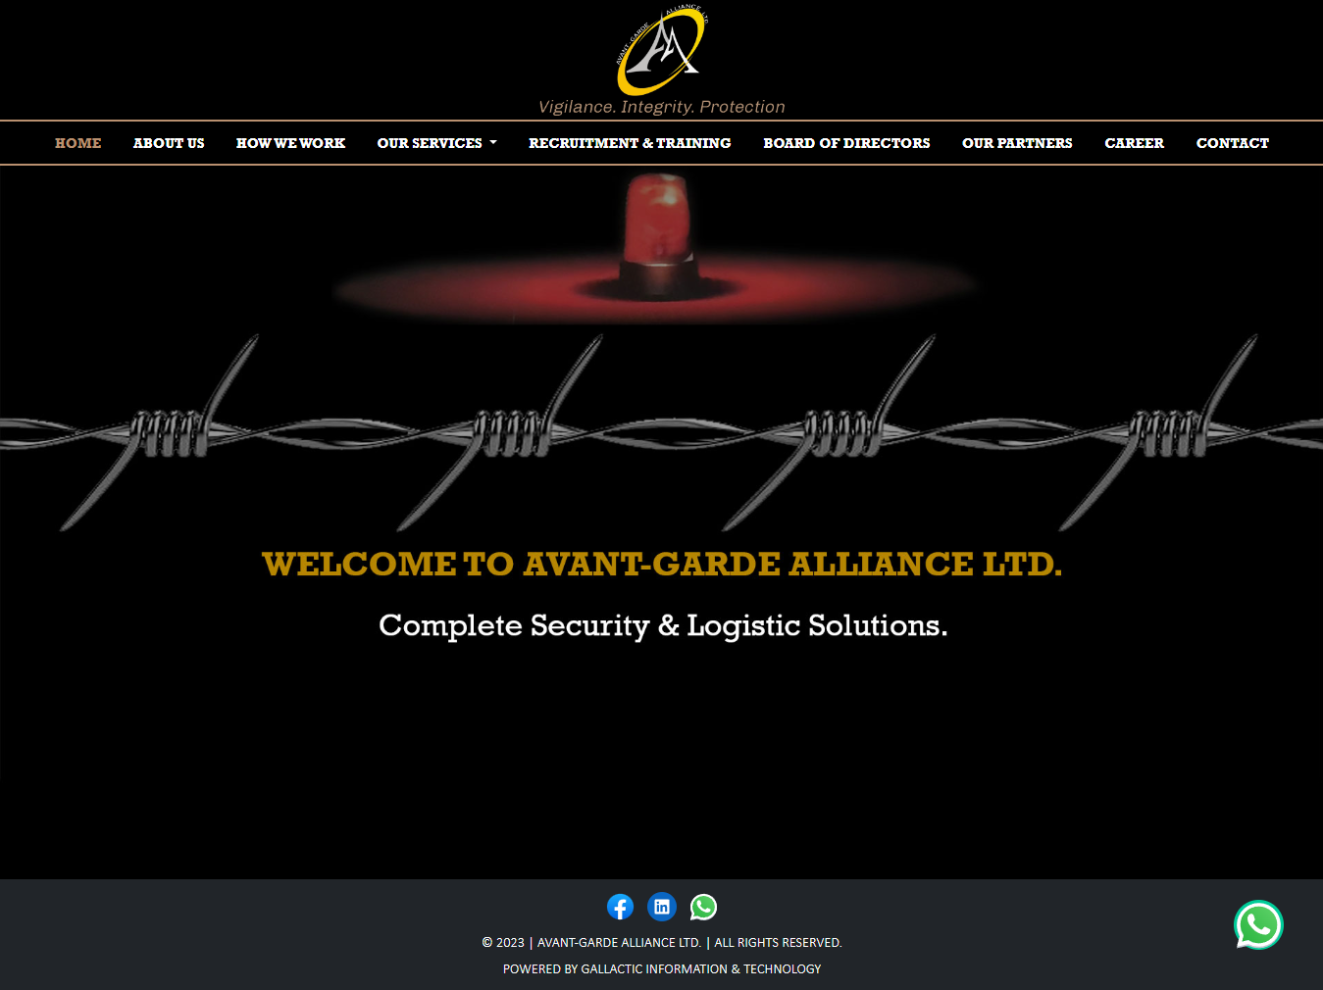 AVANT-GARDE ALLIANCE LTD
Vigilance. Integrity. Protection
HOME ABOUT US HOW WE WORK OUR SERVICES RECRUITMENT & TRAINING BOARD OF DIRECTORS OUR PARTNERS CAREER CONTACT
WELCOME TO AVANT-GARDE ALLIANCE LTD.
Complete Security & Logistic Solutions.
© 2023 | AVANT-GARDE ALLIANCE LTD. | ALL RIGHTS RESERVED.
POWERED BY GALLACTIC INFORMATION & TECHNOLOGY